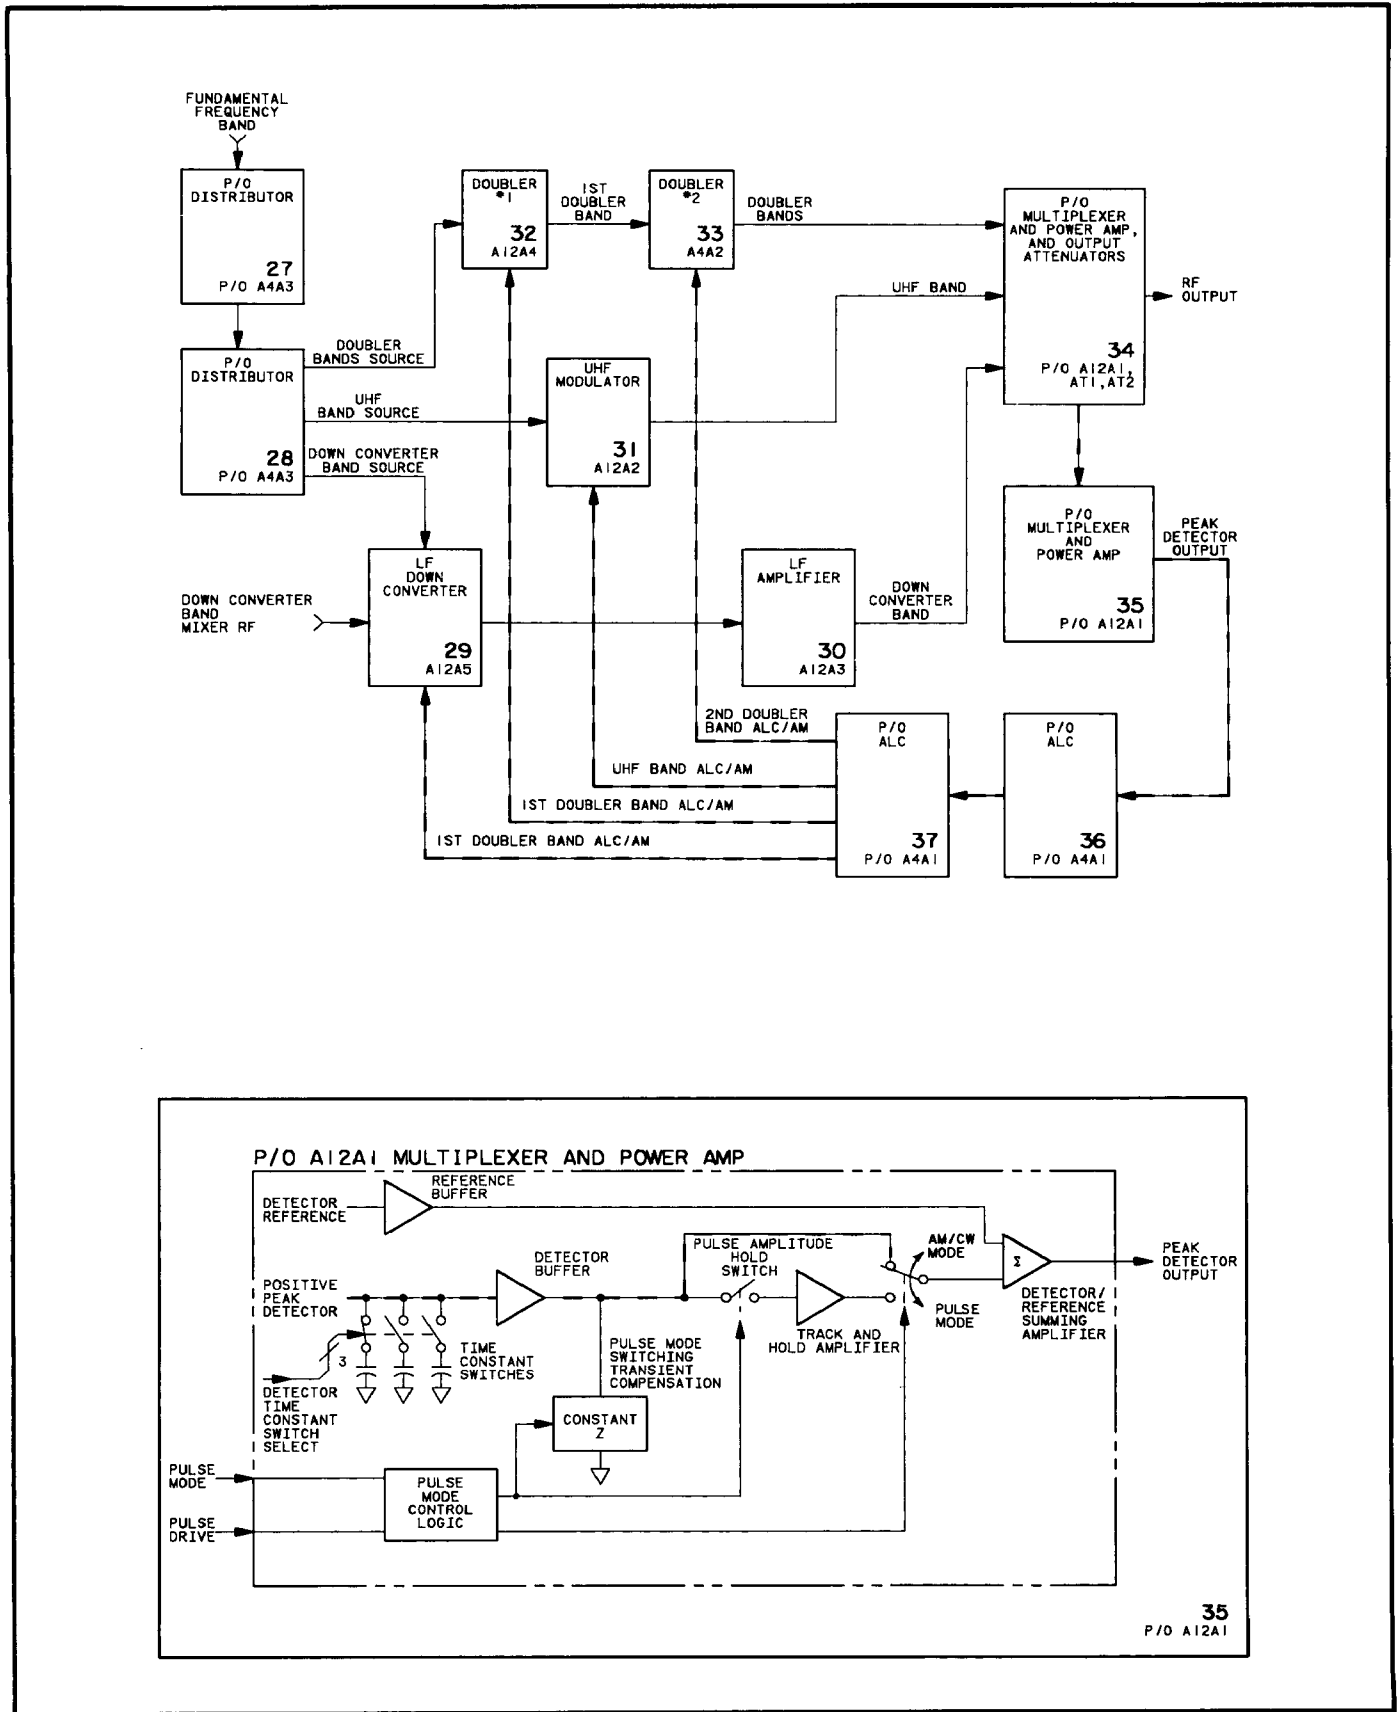 FUNDAMENTAL
FREQUENCY
BAND
P/O
DISTRIBUTOR
27
P/O A4A3
P/O
DISTRIBUTOR
28
P/O A4A3
DOUBLER
BANDS SOURCE
UHF
BAND SOURCE
DOWN CONVERTER
BAND SOURCE
DOUBLER
#1
32
A12A4
1ST
DOUBLER
BAND
DOUBLER
#2
33
A4A2
DOUBLER
BANDS
UHF
MODULATOR
31
A12A2
UHF BAND
P/O
MULTIPLEXER
AND POWER AMP,
AND OUTPUT
ATTENUATORS
34
P/O A12A1,
AT1,AT2
RF
OUTPUT
DOWN CONVERTER
BAND
MIXER RF
LF
DOWN
CONVERTER
29
A12A5
LF
AMPLIFIER
30
A12A3
DOWN
CONVERTER
BAND
P/O
MULTIPLEXER
AND
POWER AMP
35
P/O A12A1
PEAK
DETECTOR
OUTPUT
2ND DOUBLER
BAND ALC/AM
UHF BAND ALC/AM
1ST DOUBLER BAND ALC/AM
1ST DOUBLER BAND ALC/AM
P/O
ALC
37
P/O A4A1
P/O
ALC
36
P/O A4A1
P/O A12A1 MULTIPLEXER AND POWER AMP
DETECTOR
REFERENCE
REFERENCE
BUFFER
POSITIVE
PEAK
DETECTOR
DETECTOR
BUFFER
PULSE AMPLITUDE
HOLD
SWITCH
AM/CW
MODE
PULSE
MODE
Σ
PEAK
DETECTOR
OUTPUT
DETECTOR/
REFERENCE
SUMMING
AMPLIFIER
TRACK AND
HOLD AMPLIFIER
3
TIME
CONSTANT
SWITCHES
PULSE MODE
SWITCHING
TRANSIENT
COMPENSATION
DETECTOR
TIME
CONSTANT
SWITCH
SELECT
CONSTANT
Z
PULSE
MODE
PULSE
DRIVE
PULSE
MODE
CONTROL
LOGIC
35
P/O A12A1